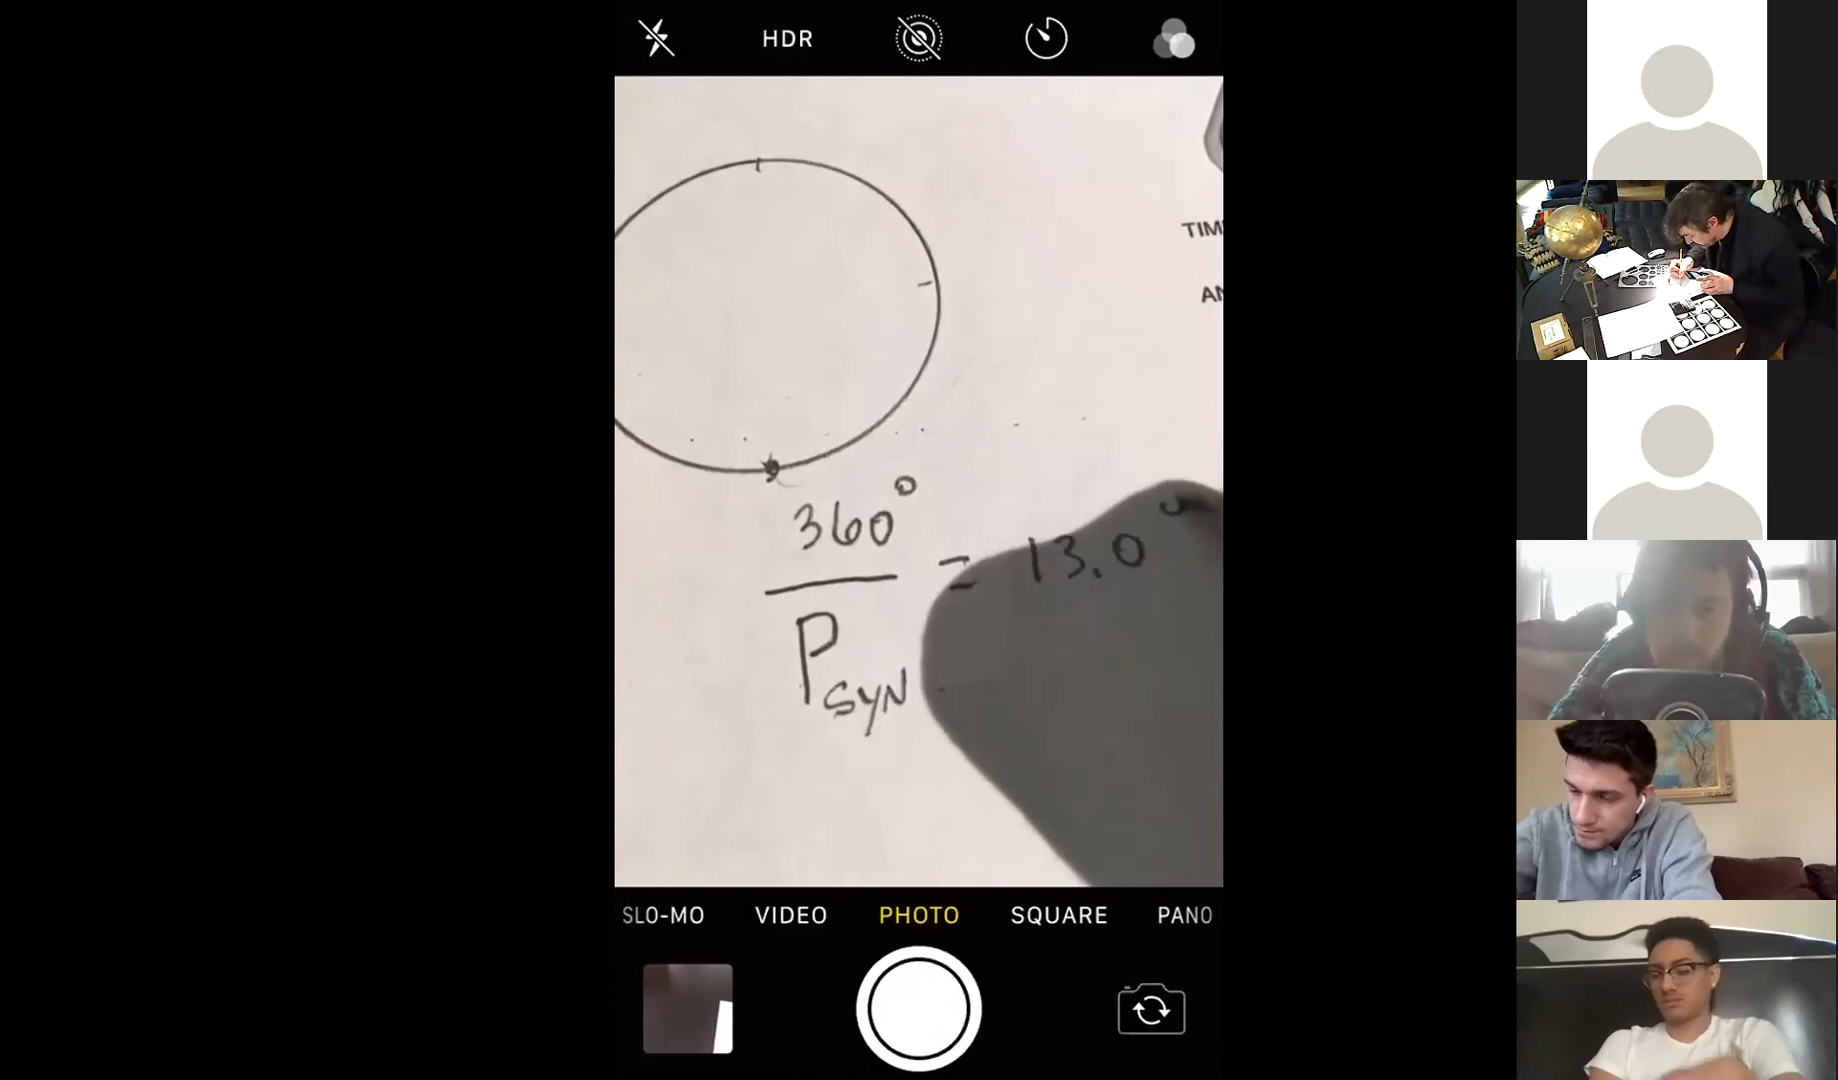 HDR
TIM
AN
360°
= 13.0°
P
SYN
SLO-MO VIDEO PHOTO SQUARE PANO